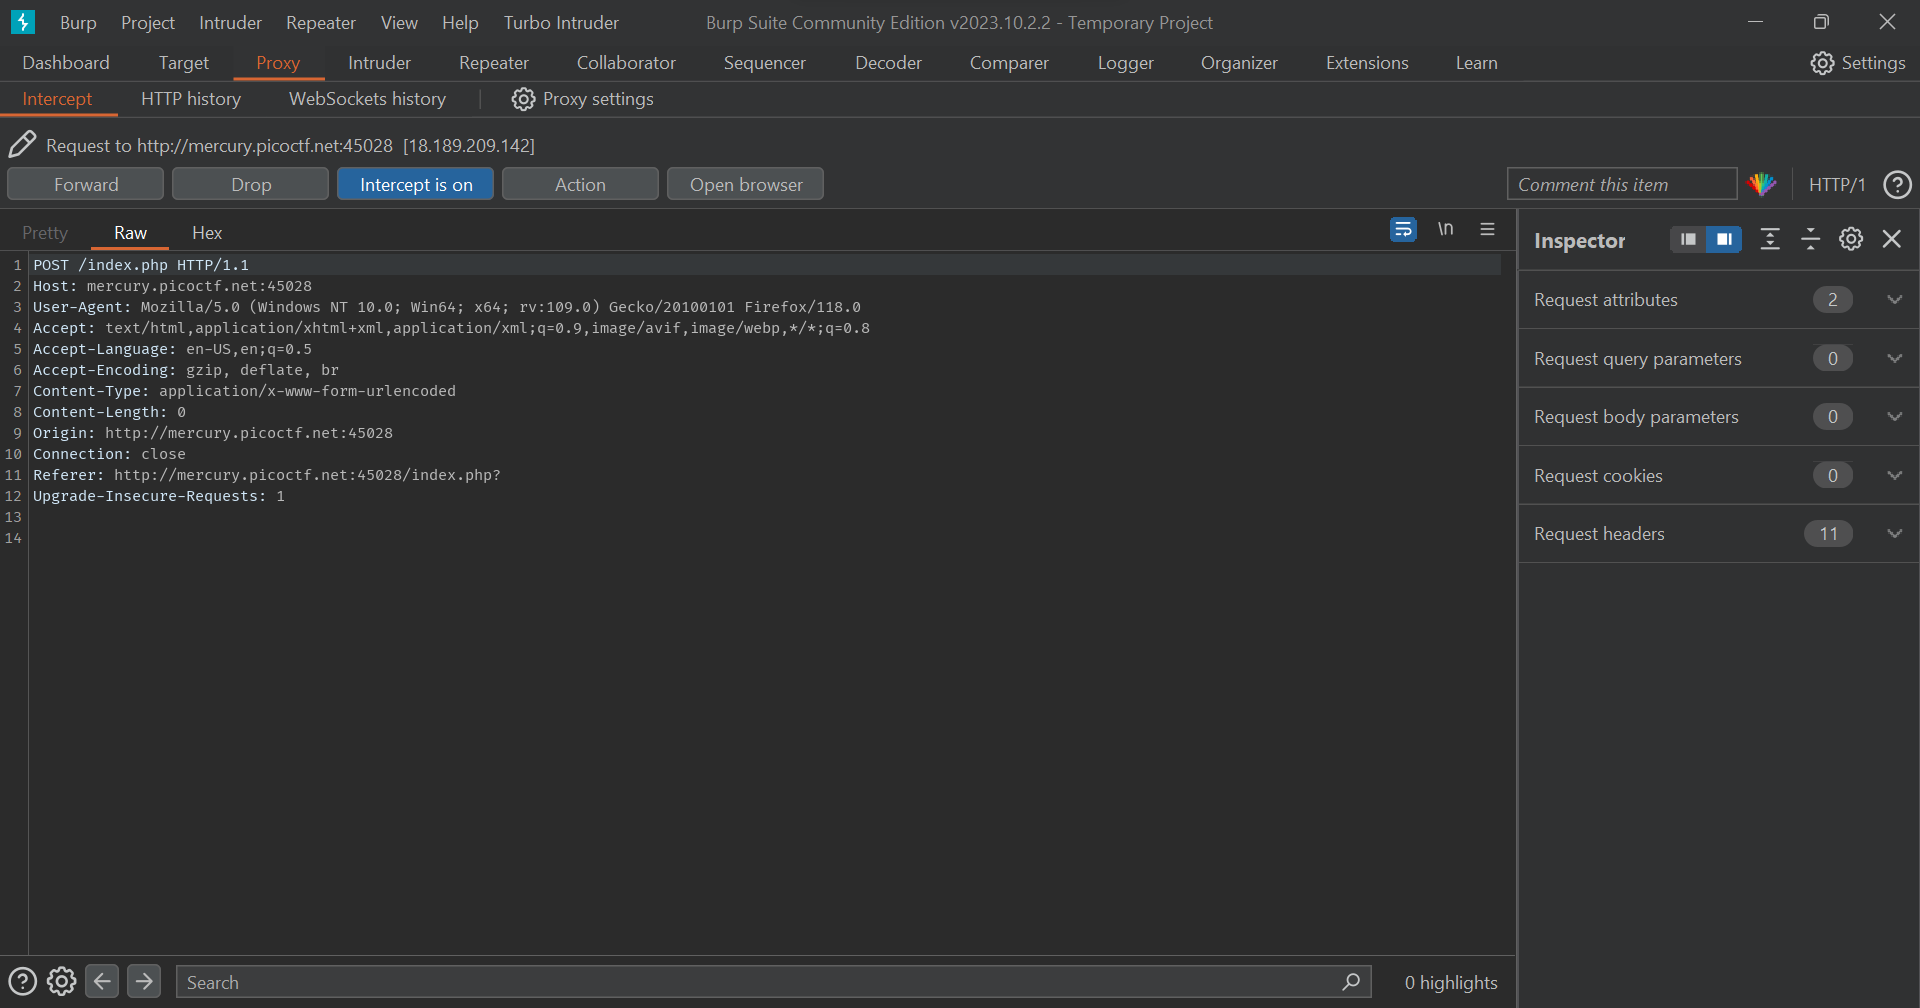 Burp Project Intruder Repeater View Help Turbo Intruder Burp Suite Community Edition v2023.10.2.2 - Temporary Project
Dashboard Target Proxy Intruder Repeater Collaborator Sequencer Decoder Comparer Logger Organizer Extensions Learn Settings
Intercept HTTP history WebSockets history Proxy settings
Request to http://mercury.picoctf.net:45028 [18.189.209.142]
Forward Drop Intercept is on Action Open browser Comment this item HTTP/1
Pretty Raw Hex \n
Inspector
1 POST /index.php HTTP/1.1
2 Host: mercury.picoctf.net:45028
3 User-Agent: Mozilla/5.0 (Windows NT 10.0; Win64; x64; rv:109.0) Gecko/20100101 Firefox/118.0
4 Accept: text/html,application/xhtml+xml,application/xml;q=0.9,image/avif,image/webp,*/*;q=0.8
5 Accept-Language: en-US,en;q=0.5
6 Accept-Encoding: gzip, deflate, br
7 Content-Type: application/x-www-form-urlencoded
8 Content-Length: 0
9 Origin: http://mercury.picoctf.net:45028
10 Connection: close
11 Referer: http://mercury.picoctf.net:45028/index.php?
12 Upgrade-Insecure-Requests: 1
13
14
Request attributes 2
Request query parameters 0
Request body parameters 0
Request cookies 0
Request headers 11
Search 0 highlights